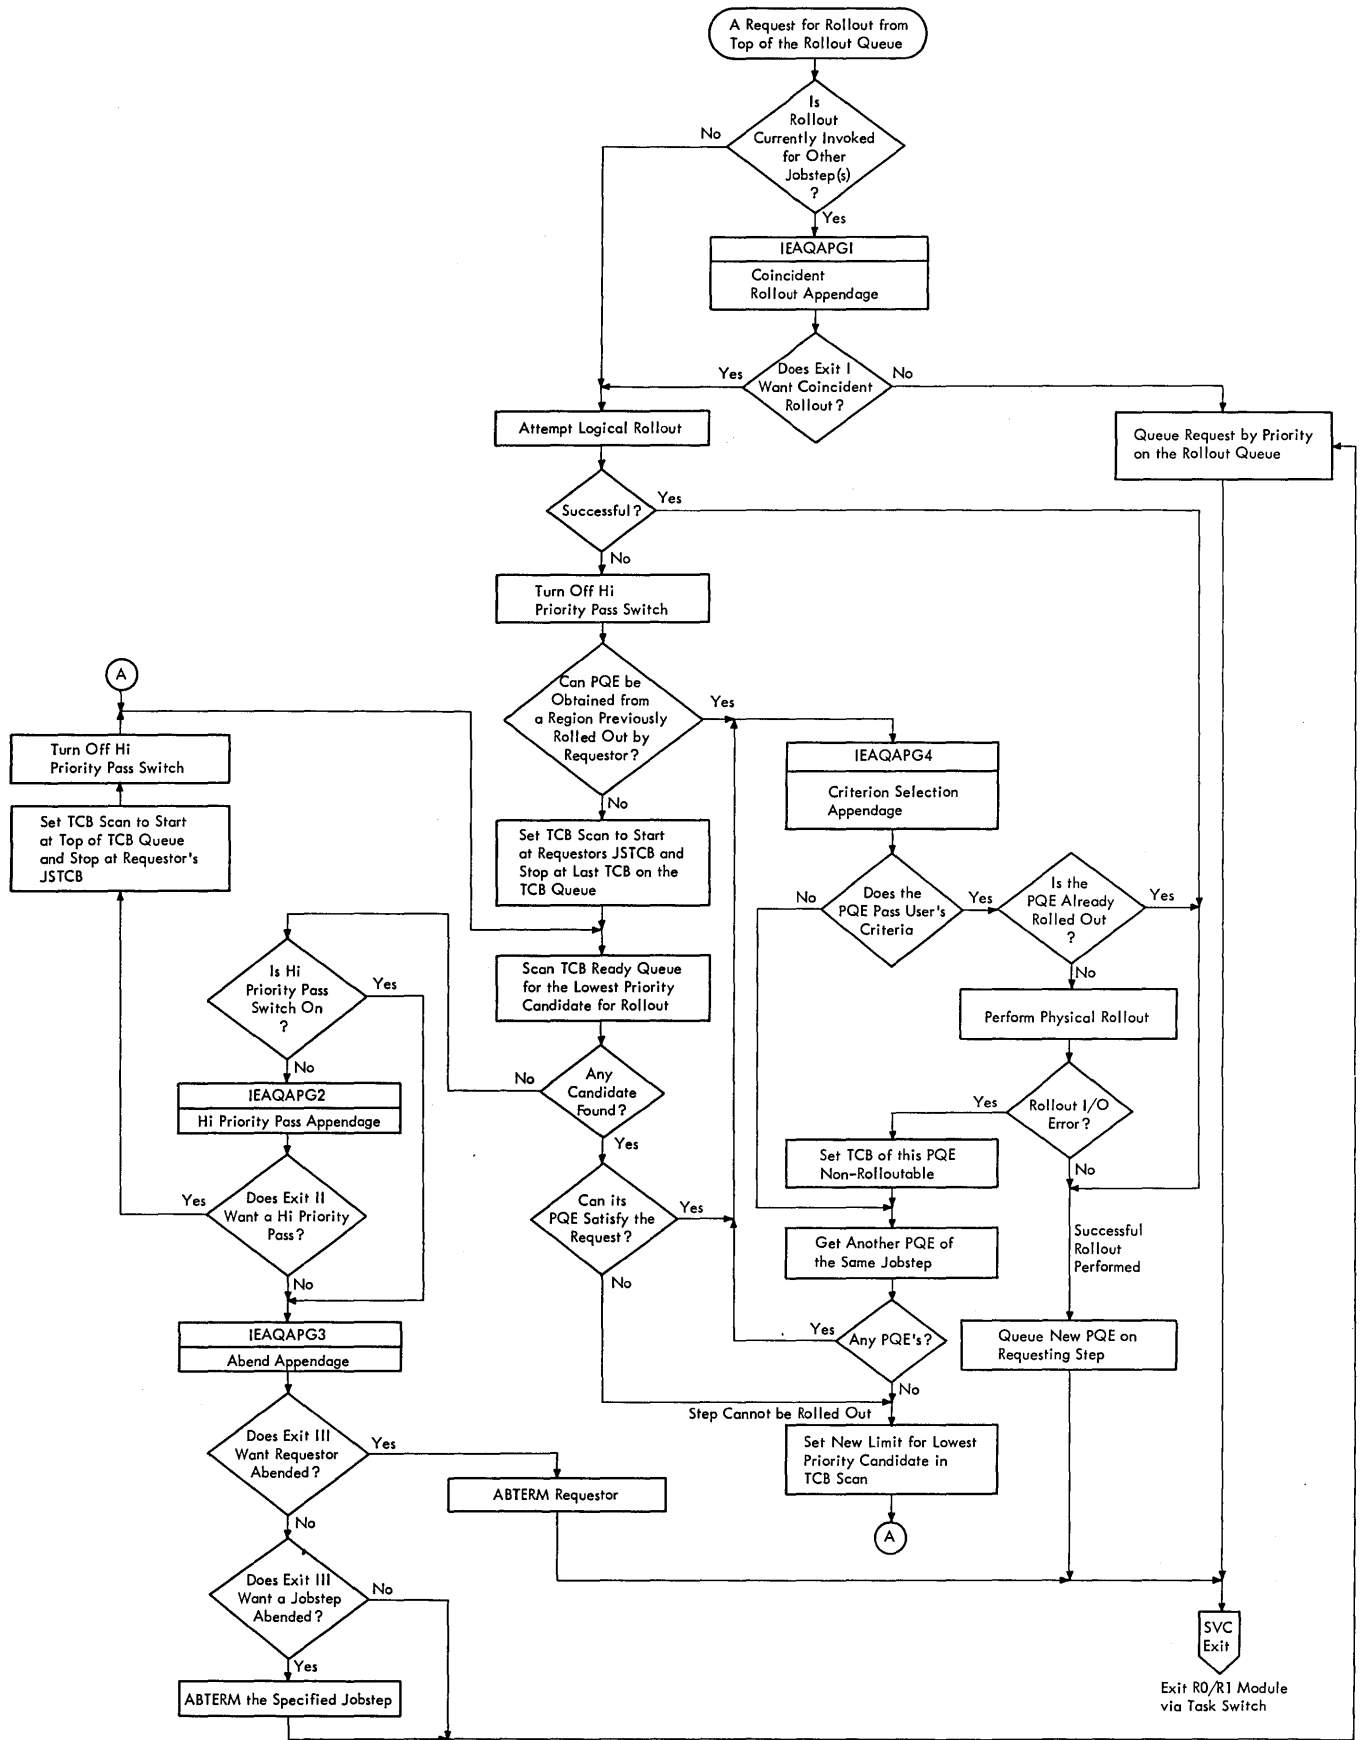 A Request for Rollout from
Top of the Rollout Queue
Is
Rollout
Currently Invoked
for Other
Jobstep(s)
?
No
Yes
IEAQAPG1
Coincident
Rollout Appendage
Does Exit I
Want Coincident
Rollout?
Yes
No
Attempt Logical Rollout
Queue Request by Priority
on the Rollout Queue
Successful?
Yes
No
Turn Off Hi
Priority Pass Switch
Can PQE be
Obtained from
a Region Previously
Rolled Out by
Requestor?
Yes
No
A
Turn Off Hi
Priority Pass Switch
Set TCB Scan to Start
at Top of TCB Queue
and Stop at Requestor's
JSTCB
IEAQAPG4
Criterion Selection
Appendage
Set TCB Scan to Start
at Requestors JSTCB and
Stop at Last TCB on the
TCB Queue
No
Does the
PQE Pass User's
Criteria
Yes
Is the
PQE Already
Rolled Out
?
Yes
No
Is Hi
Priority Pass
Switch On
?
Yes
No
Scan TCB Ready Queue
for the Lowest Priority
Candidate for Rollout
Perform Physical Rollout
Any
Candidate
Found?
No
Yes
IEAQAPG2
Hi Priority Pass Appendage
Rollout I/O
Error?
Yes
No
Set TCB of this PQE
Non-Rolloutable
Does Exit II
Want a Hi Priority
Pass?
Yes
No
Can its
PQE Satisfy the
Request?
Yes
No
Get Another PQE of
the Same Jobstep
Successful
Rollout
Performed
IEAQAPG3
Abend Appendage
Any PQE's?
Yes
No
Queue New PQE on
Requesting Step
Step Cannot be Rolled Out
Set New Limit for Lowest
Priority Candidate in
TCB Scan
A
Does Exit III
Want Requestor
Abended?
Yes
No
ABTERM Requestor
Does Exit III
Want a Jobstep
Abended?
No
Yes
ABTERM the Specified Jobstep
SVC
Exit
Exit R0/R1 Module
via Task Switch